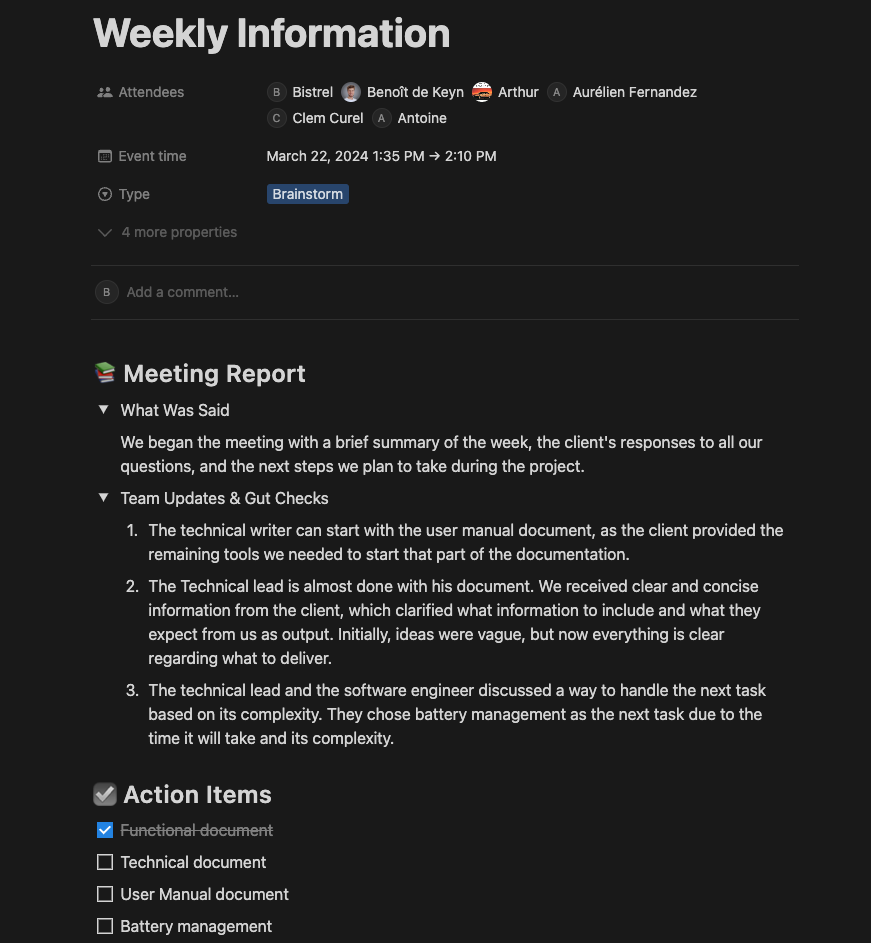 Weekly Information
Attendees
B Bistrel Benoît de Keyn Arthur A Aurélien Fernandez
C Clem Curel A Antoine
Event time
March 22, 2024 1:35 PM → 2:10 PM
Type
Brainstorm
4 more properties
B Add a comment...
Meeting Report
What Was Said
We began the meeting with a brief summary of the week, the client's responses to all our
questions, and the next steps we plan to take during the project.
Team Updates & Gut Checks
1. The technical writer can start with the user manual document, as the client provided the
remaining tools we needed to start that part of the documentation.
2. The Technical lead is almost done with his document. We received clear and concise
information from the client, which clarified what information to include and what they
expect from us as output. Initially, ideas were vague, but now everything is clear
regarding what to deliver.
3. The technical lead and the software engineer discussed a way to handle the next task
based on its complexity. They chose battery management as the next task due to the
time it will take and its complexity.
Action Items
Functional document
Technical document
User Manual document
Battery management